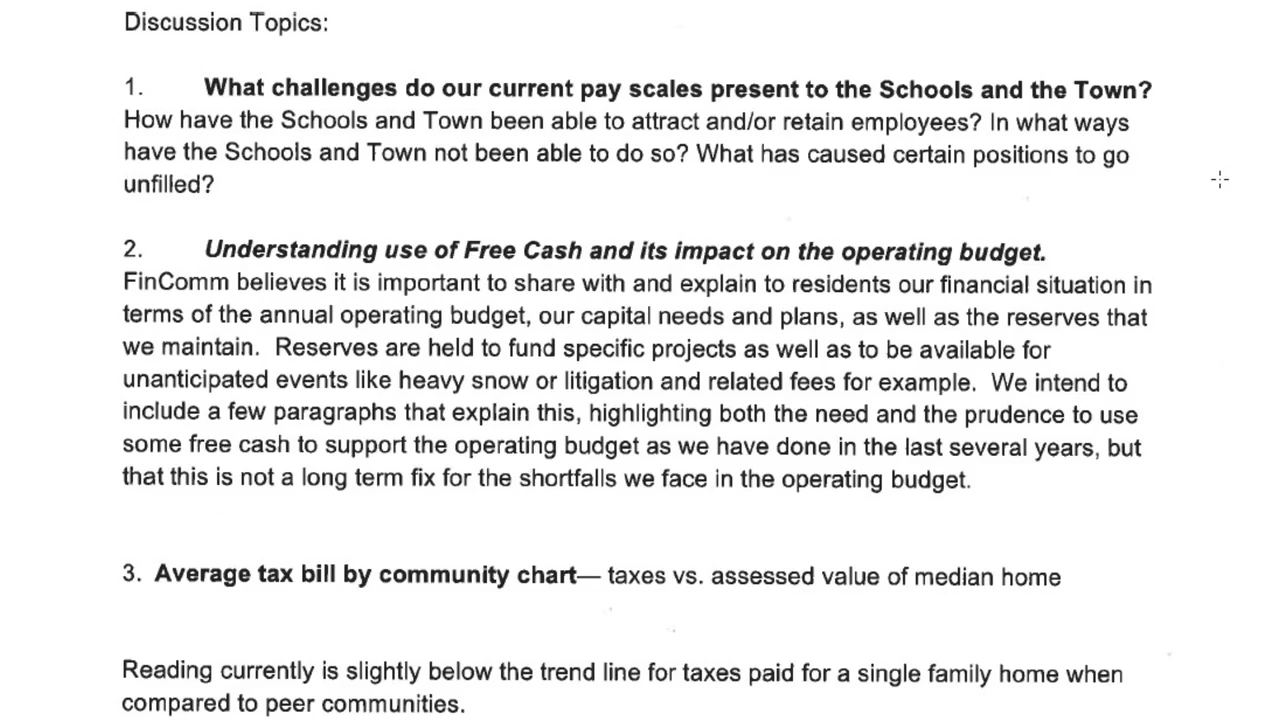 Discussion Topics:
1. What challenges do our current pay scales present to the Schools and the Town?
How have the Schools and Town been able to attract and/or retain employees? In what ways
have the Schools and Town not been able to do so? What has caused certain positions to go
unfilled?
2. Understanding use of Free Cash and its impact on the operating budget.
FinComm believes it is important to share with and explain to residents our financial situation in
terms of the annual operating budget, our capital needs and plans, as well as the reserves that
we maintain. Reserves are held to fund specific projects as well as to be available for
unanticipated events like heavy snow or litigation and related fees for example. We intend to
include a few paragraphs that explain this, highlighting both the need and the prudence to use
some free cash to support the operating budget as we have done in the last several years, but
that this is not a long term fix for the shortfalls we face in the operating budget.
3. Average tax bill by community chart— taxes vs. assessed value of median home
Reading currently is slightly below the trend line for taxes paid for a single family home when
compared to peer communities.